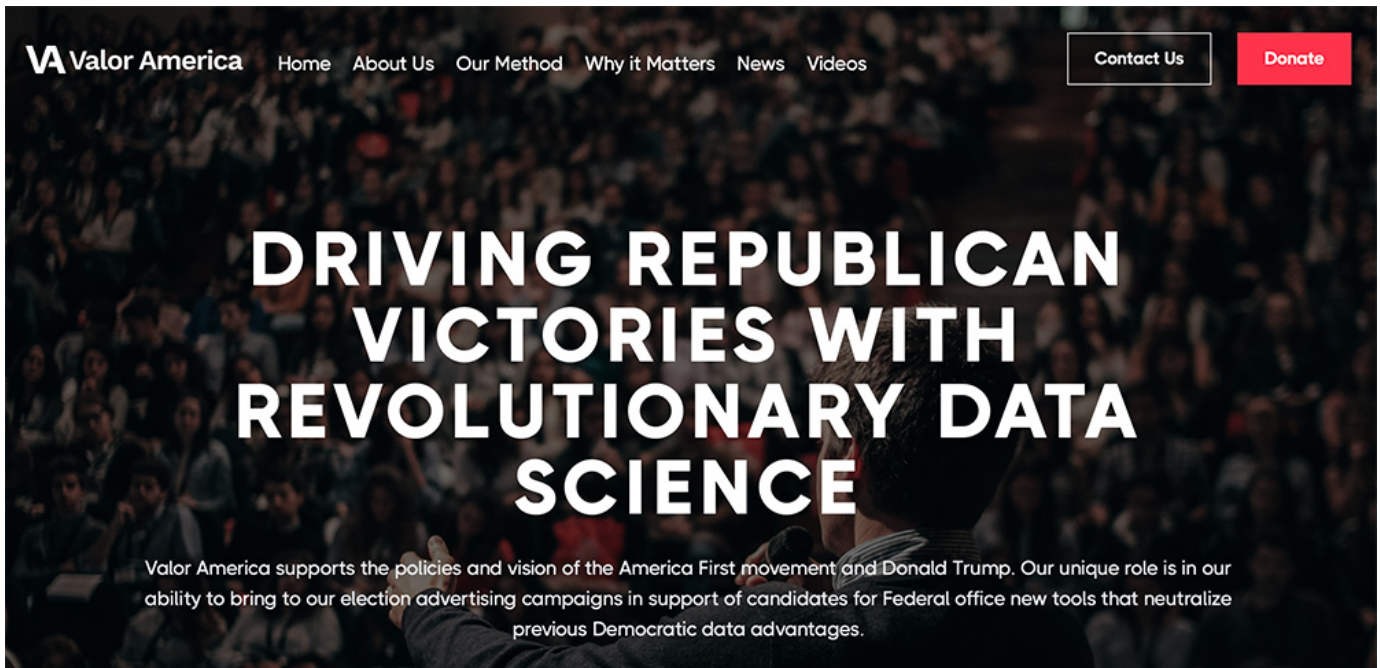 VA Valor America Home About Us Our Method Why it Matters News Videos Contact Us Donate
DRIVING REPUBLICAN
VICTORIES WITH
REVOLUTIONARY DATA
SCIENCE
Valor America supports the policies and vision of the America First movement and Donald Trump. Our unique role is in our
ability to bring to our election advertising campaigns in support of candidates for Federal office new tools that neutralize
previous Democratic data advantages.